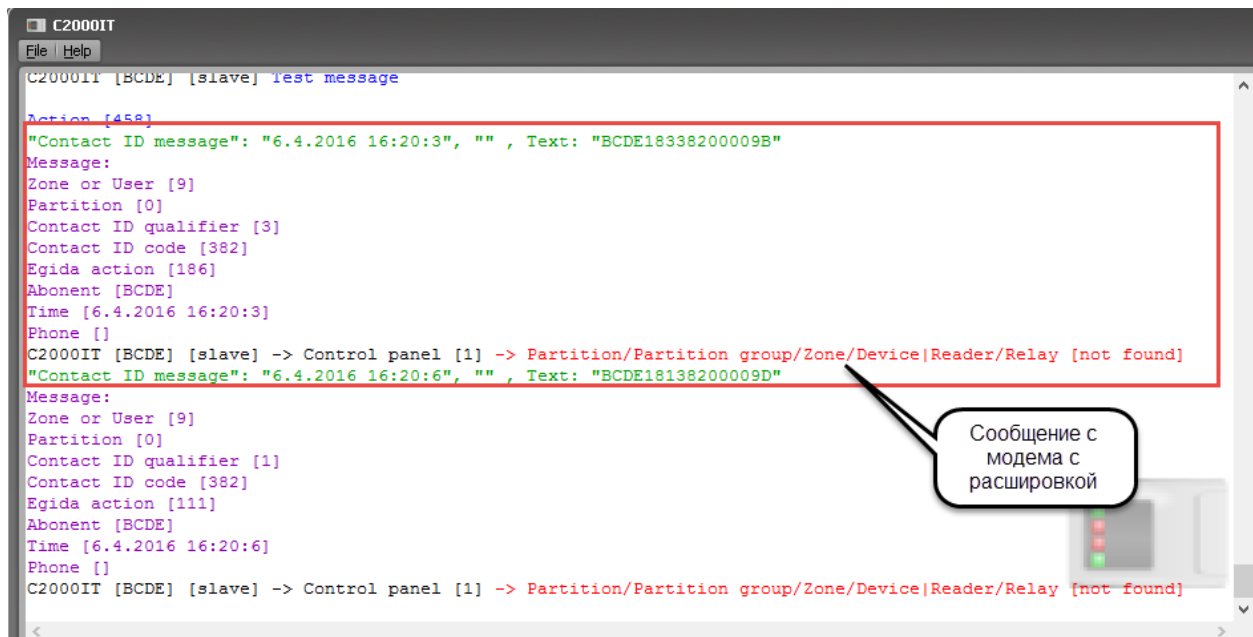 C2000IT
File Help
C2000IT [BCDE] [slave] Test message
Action [458]
"Contact ID message": "6.4.2016 16:20:3", "" , Text: "BCDE18338200009B"
Message:
Zone or User [9]
Partition [0]
Contact ID qualifier [3]
Contact ID code [382]
Egida action [186]
Abonent [BCDE]
Time [6.4.2016 16:20:3]
Phone []
C2000IT [BCDE] [slave] -> Control panel [1] -> Partition/Partition group/Zone/Device|Reader/Relay [not found]
"Contact ID message": "6.4.2016 16:20:6", "" , Text: "BCDE18138200009D"
Message:
Zone or User [9]
Partition [0]
Contact ID qualifier [1]
Contact ID code [382]
Egida action [111]
Abonent [BCDE]
Time [6.4.2016 16:20:6]
Phone []
C2000IT [BCDE] [slave] -> Control panel [1] -> Partition/Partition group/Zone/Device|Reader/Relay [not found]
Сообщение с
модема с
расшировкой